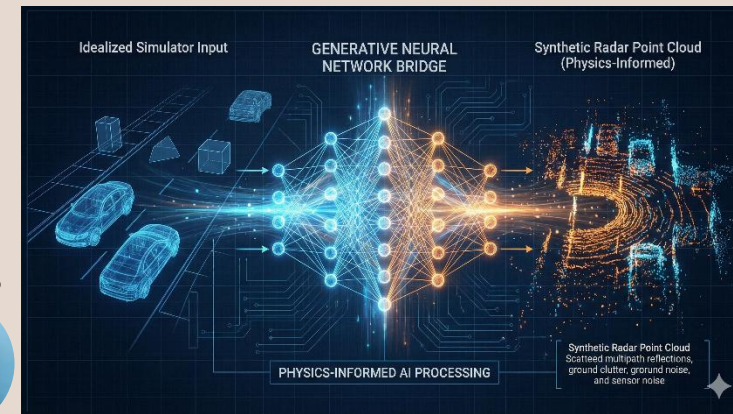 Idealized Simulator Input
GENERATIVE NEURAL
NETWORK BRIDGE
Synthetic Radar Point Cloud
(Physics-Informed)
PHYSICS-INFORMED AI PROCESSING
Synthetic Radar Point Cloud
Scatteed multipath reflections,
ground clutter, grorund noise,
and sensor noise